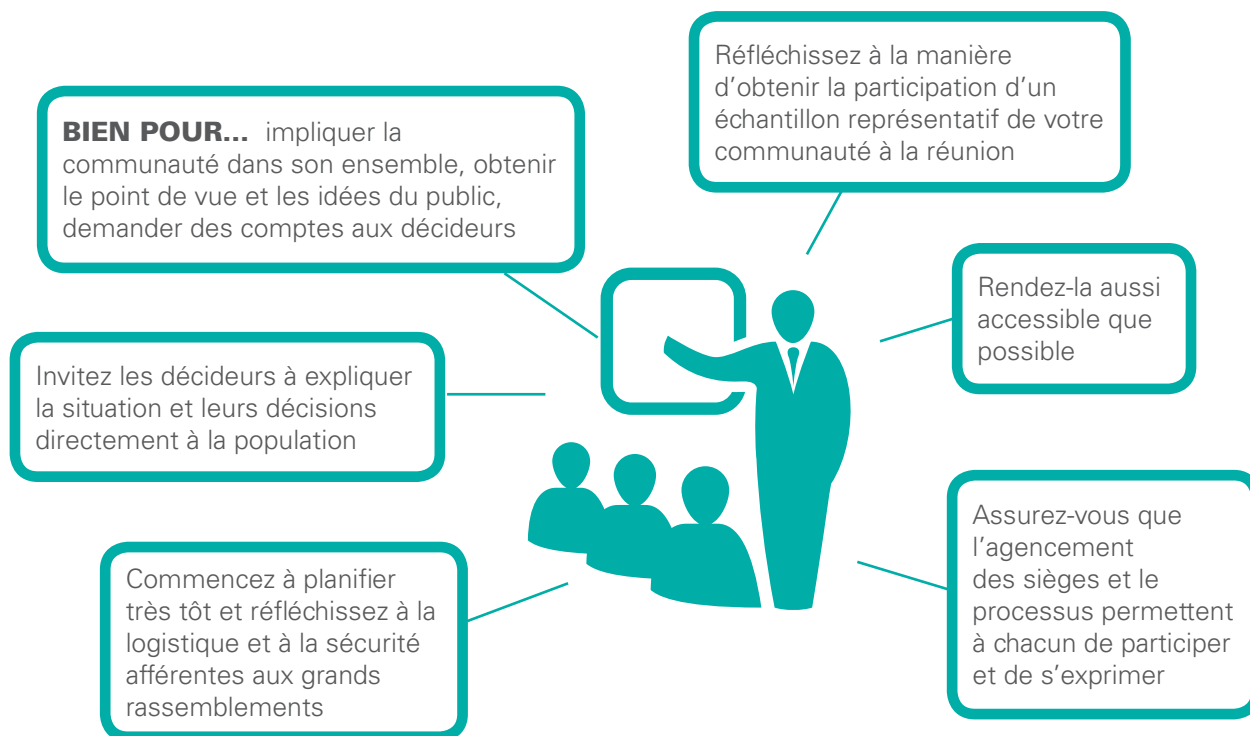 BIEN POUR... impliquer la
communauté dans son ensemble, obtenir
le point de vue et les idées du public,
demander des comptes aux décideurs
Réfléchissez à la manière
d’obtenir la participation d’un
échantillon représentatif de votre
communauté à la réunion
Rendez-la aussi
accessible que
possible
Invitez les décideurs à expliquer
la situation et leurs décisions
directement à la population
Assurez-vous que
l’agencement
des sièges et le
processus permettent
à chacun de participer
et de s’exprimer
Commencez à planifier
très tôt et réfléchissez à la
logistique et à la sécurité
afférentes aux grands
rassemblements